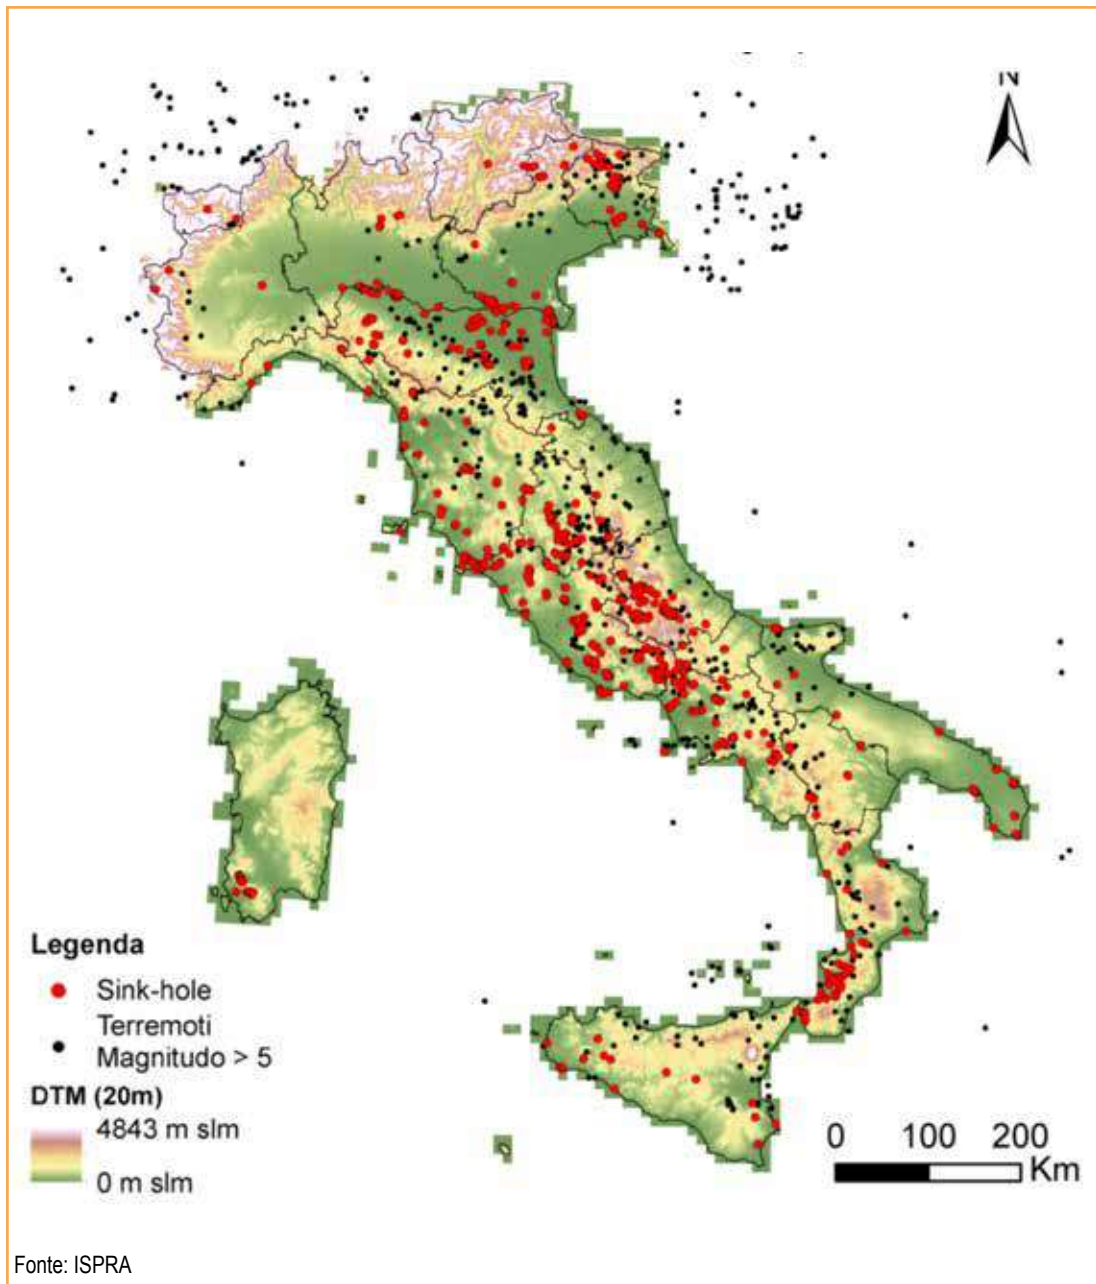 N
Legenda
Sink-hole
Terremoti
Magnitudo > 5
DTM (20m)
4843 m slm
0 m slm
0 100 200
Km
Fonte: ISPRA